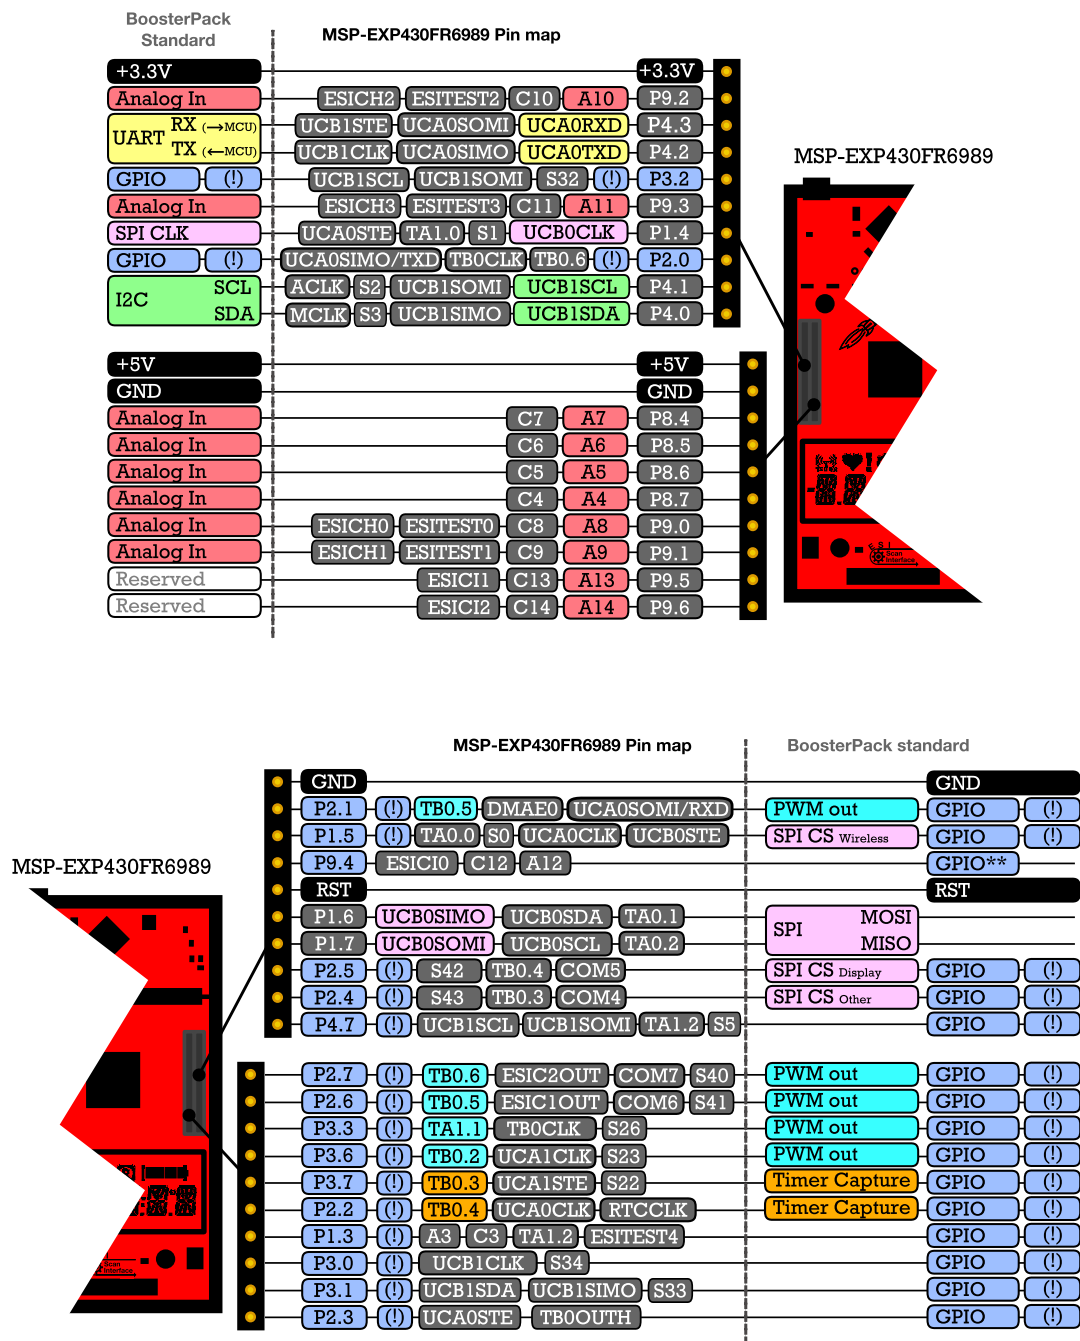 BoosterPack
Standard
MSP-EXP430FR6989 Pin map
+3.3V +3.3V
Analog In ESICH2 ESITEST2 C10 A10 P9.2
UART RX (→MCU) UCB1STE UCA0SOMI UCA0RXD P4.3
TX (←MCU) UCB1CLK UCA0SIMO UCA0TXD P4.2
GPIO (!) UCB1SCL UCB1SOMI S32 (!) P3.2
Analog In ESICH3 ESITEST3 C11 A11 P9.3
SPI CLK UCA0STE TA1.0 S1 UCB0CLK P1.4
GPIO (!) UCA0SIMO/TXD TB0CLK TB0.6 (!) P2.0
I2C SCL ACLK S2 UCB1SOMI UCB1SCL P4.1
SDA MCLK S3 UCB1SIMO UCB1SDA P4.0
+5V +5V
GND GND
Analog In C7 A7 P8.4
Analog In C6 A6 P8.5
Analog In C5 A5 P8.6
Analog In C4 A4 P8.7
Analog In ESICH0 ESITEST0 C8 A8 P9.0
Analog In ESICH1 ESITEST1 C9 A9 P9.1
Reserved ESICI1 C13 A13 P9.5
Reserved ESICI2 C14 A14 P9.6
MSP-EXP430FR6989
E S I
Scan
Interface
MSP-EXP430FR6989 Pin map
BoosterPack standard
GND GND
P2.1 (!) TB0.5 DMAE0 UCA0SOMI/RXD PWM out GPIO (!)
P1.5 (!) TA0.0 S0 UCA0CLK UCB0STE SPI CS Wireless GPIO (!)
P9.4 ESICI0 C12 A12 GPIO**
RST RST
P1.6 UCB0SIMO UCB0SDA TA0.1 SPI MOSI
P1.7 UCB0SOMI UCB0SCL TA0.2 MISO
P2.5 (!) S42 TB0.4 COM5 SPI CS Display GPIO (!)
P2.4 (!) S43 TB0.3 COM4 SPI CS Other GPIO (!)
P4.7 (!) UCB1SCL UCB1SOMI TA1.2 S5 GPIO (!)
P2.7 (!) TB0.6 ESIC2OUT COM7 S40 PWM out GPIO (!)
P2.6 (!) TB0.5 ESIC1OUT COM6 S41 PWM out GPIO (!)
P3.3 (!) TA1.1 TB0CLK S26 PWM out GPIO (!)
P3.6 (!) TB0.2 UCA1CLK S23 PWM out GPIO (!)
P3.7 (!) TB0.3 UCA1STE S22 Timer Capture GPIO (!)
P2.2 (!) TB0.4 UCA0CLK RTCCLK Timer Capture GPIO (!)
P1.3 (!) A3 C3 TA1.2 ESITEST4 GPIO (!)
P3.0 (!) UCB1CLK S34 GPIO (!)
P3.1 (!) UCB1SDA UCB1SIMO S33 GPIO (!)
P2.3 (!) UCA0STE TB0OUTH GPIO (!)
MSP-EXP430FR6989
Scan
Interface